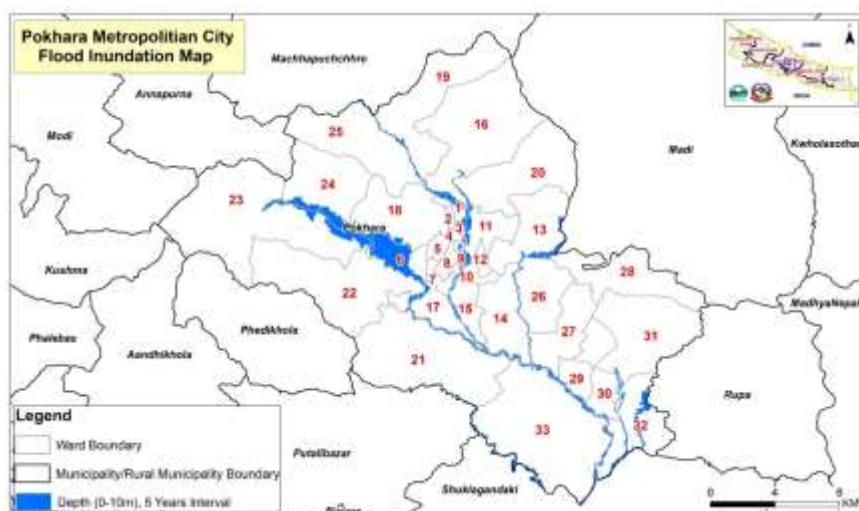 Pokhara Metropolitian City
Flood Inundation Map
Machhapuchchhre
19
Annapurna
25
16
Modi
Madi
Kwholasothar
20
24
23
18
1
2
11
13
Pokhara
3
4
5
6
9
12
8
28
Kushma
7
10
26
22
MadhyaNepal
17
15
14
27
31
Phalebas
Phedikhola
Aandhikhola
21
29
30
Rupa
33
32
Legend
Ward Boundary
Putalibazar
Municipality/Rural Municipality Boundary
Shuklagandaki
Depth (0-10m), 5 Years Interval
0 4 8
KM